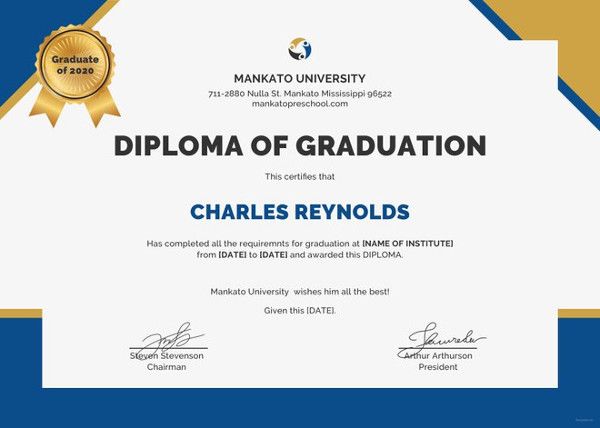 Graduate
of 2020
MANKATO UNIVERSITY
711-2880 Nulla St. Mankato Mississippi 96522
mankatopreschool.com
DIPLOMA OF GRADUATION
This certifies that
CHARLES REYNOLDS
Has completed all the requiremnts for graduation at [NAME OF INSTITUTE]
from [DATE] to [DATE] and awarded this DIPLOMA.
Mankato University wishes him all the best!
Given this [DATE].
Steven Stevenson
Chairman
Arthur Arthurson
President